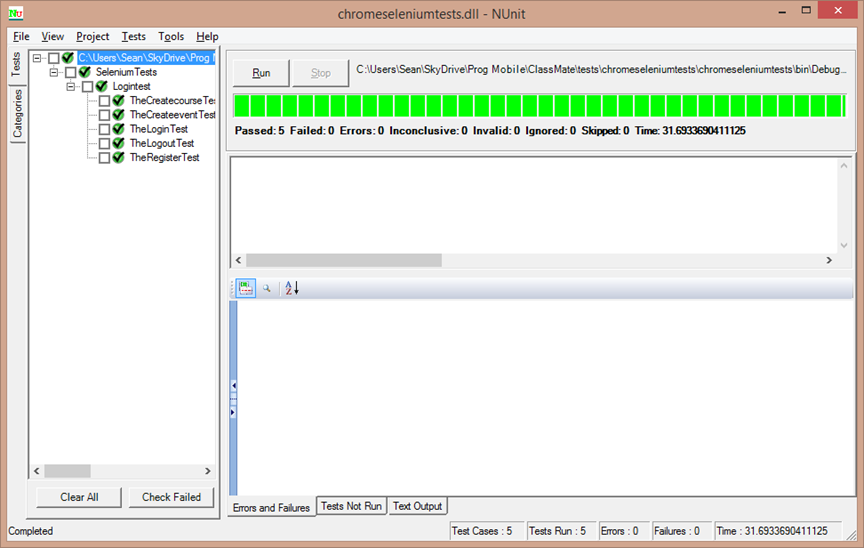 NU
chromeseleniumtests.dll - NUnit
File View Project Tests Tools Help
Tests
Categories
C:\Users\Sean\SkyDrive\Prog M
SeleniumTests
Logintest
TheCreatecourseTes
TheCreateeventTest
TheLoginTest
TheLogoutTest
TheRegisterTest
Clear All Check Failed
Run Stop C:\Users\Sean\SkyDrive\Prog Mobile\ClassMate\tests\chromeseleniumtests\chromeseleniumtests\bin\Debug...
Passed: 5 Failed: 0 Errors: 0 Inconclusive: 0 Invalid: 0 Ignored: 0 Skipped: 0 Time: 31.6933690411125
A
Z
Errors and Failures Tests Not Run Text Output
Completed Test Cases : 5 Tests Run : 5 Errors : 0 Failures : 0 Time : 31.6933690411125